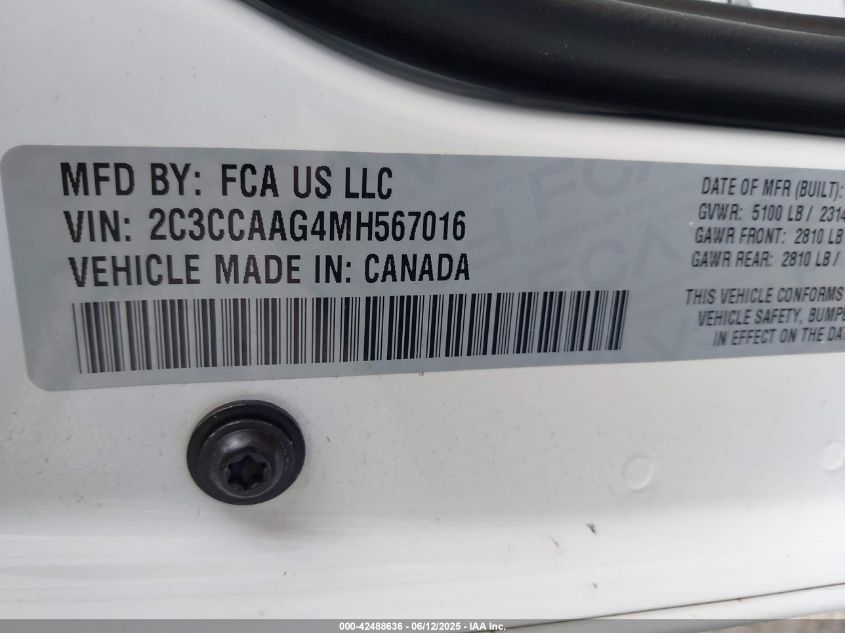 MFD BY: FCA US LLC
VIN: 2C3CCAAG4MH567016
VEHICLE MADE IN: CANADA
DATE OF MFR (BUILT):
GVWR: 5100 LB / 2314
GAWR FRONT: 2810 LB
GAWR REAR: 2810 LB /
THIS VEHICLE CONFORMS
VEHICLE SAFETY, BUMPE
IN EFFECT ON THE DAT
000-42488636 - 06/12/2025 - IAA Inc.